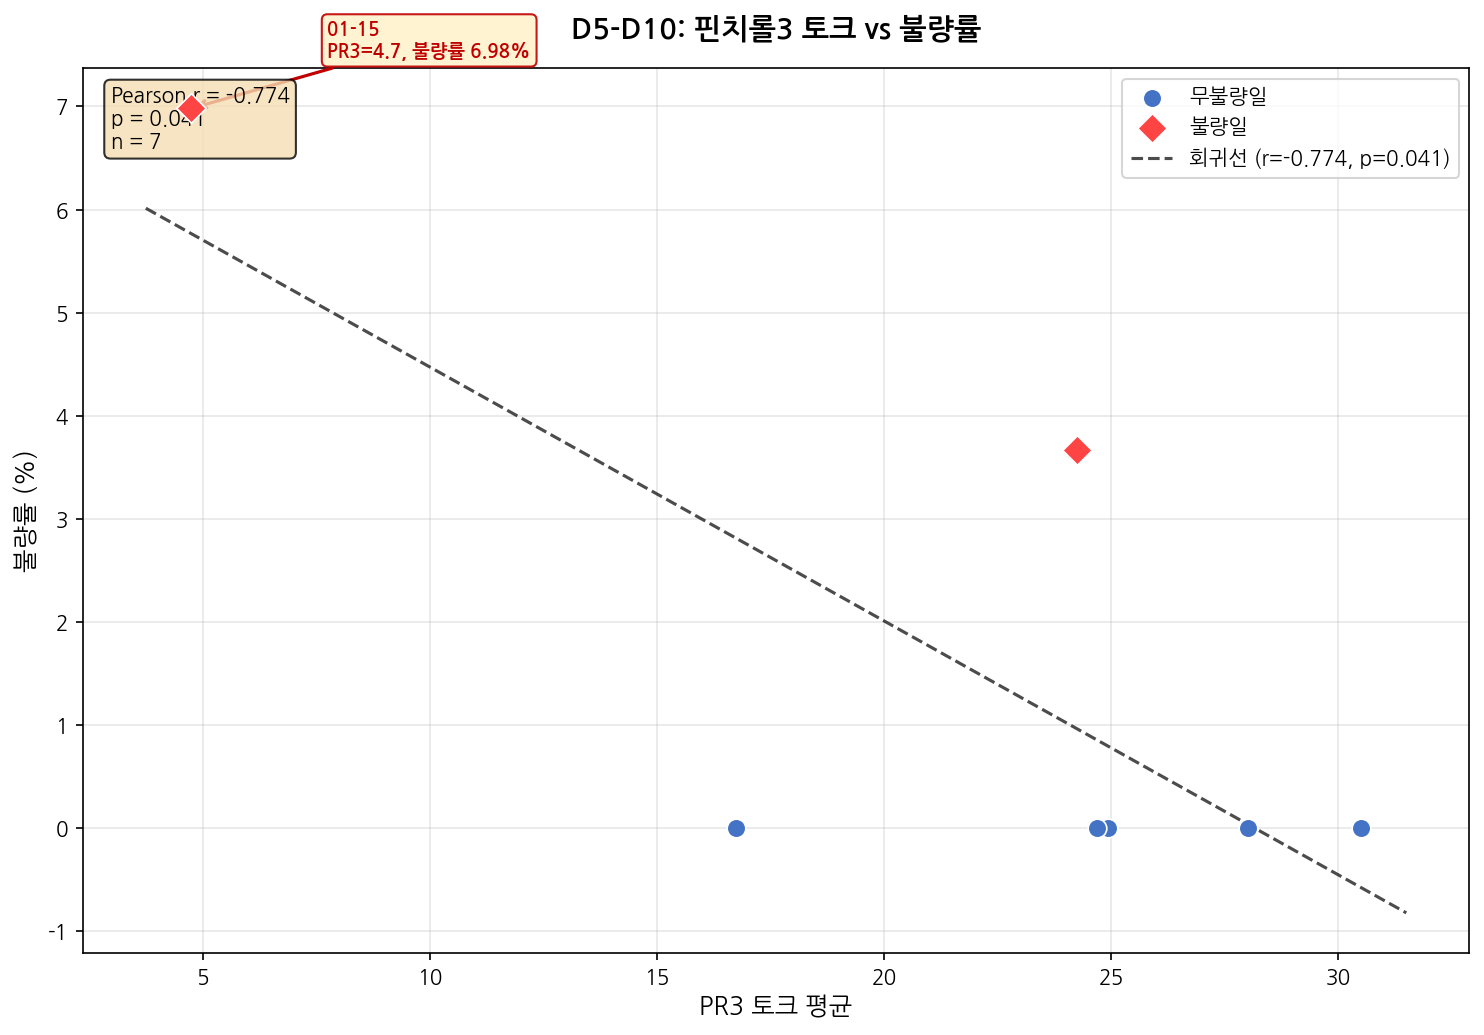 D5-D10: 핀치롤3 토크 vs 불량률
01-15
PR3=4.7, 불량률 6.98%
Pearson r = -0.774
p = 0.041
n = 7
무불량일
불량일
회귀선 (r=-0.774, p=0.041)
불량률 (%)
7
6
5
4
3
2
1
0
-1
5 10 15 20 25 30
PR3 토크 평균